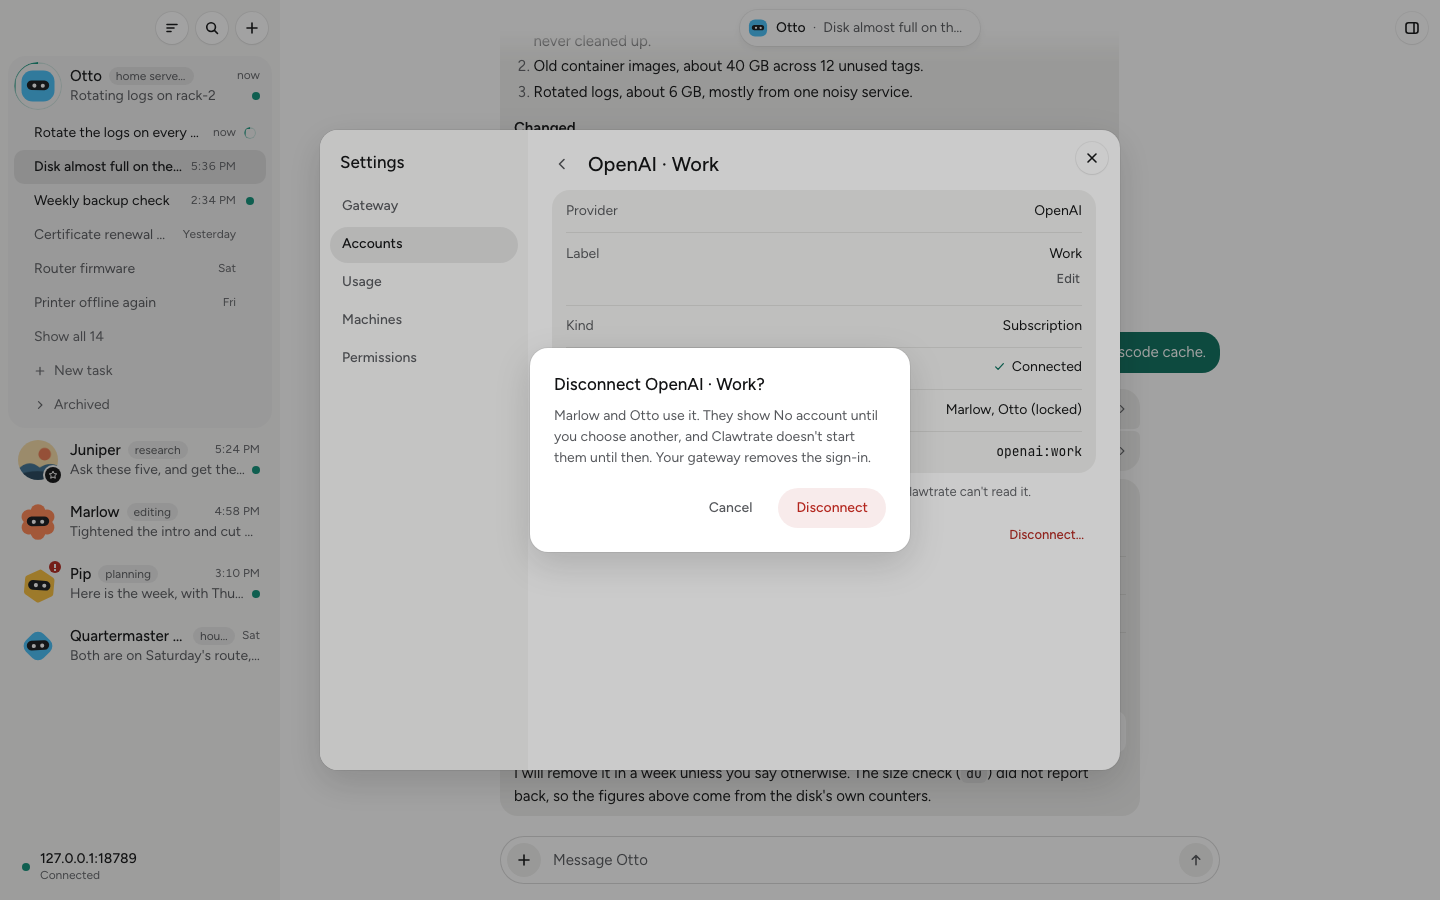 Otto home serve... now
Rotating logs on rack-2
Rotate the logs on every ... now
Disk almost full on the... 5:36 PM
Weekly backup check 2:34 PM
Certificate renewal ... Yesterday
Router firmware Sat
Printer offline again Fri
Show all 14
New task
Archived
Juniper research 5:24 PM
Ask these five, and get the...
Marlow editing 4:58 PM
Tightened the intro and cut ...
Pip planning 3:10 PM
Here is the week, with Thu...
Quartermaster ... hou... Sat
Both are on Saturday's route,...
127.0.0.1:18789
Connected
Otto · Disk almost full on th...
never cleaned up.
2. Old container images, about 40 GB across 12 unused tags.
3. Rotated logs, about 6 GB, mostly from one noisy service.
Changed
scode cache.
Settings
Gateway
Accounts
Usage
Machines
Permissions
OpenAI · Work
Provider OpenAI
Label Work
Edit
Kind Subscription
Connected
Marlow, Otto (locked)
openai:work
lawtrate can't read it.
Disconnect...
Disconnect OpenAI · Work?
Marlow and Otto use it. They show No account until
you choose another, and Clawtrate doesn't start
them until then. Your gateway removes the sign-in.
Cancel Disconnect
I will remove it in a week unless you say otherwise. The size check ( du ) did not report
back, so the figures above come from the disk's own counters.
Message Otto